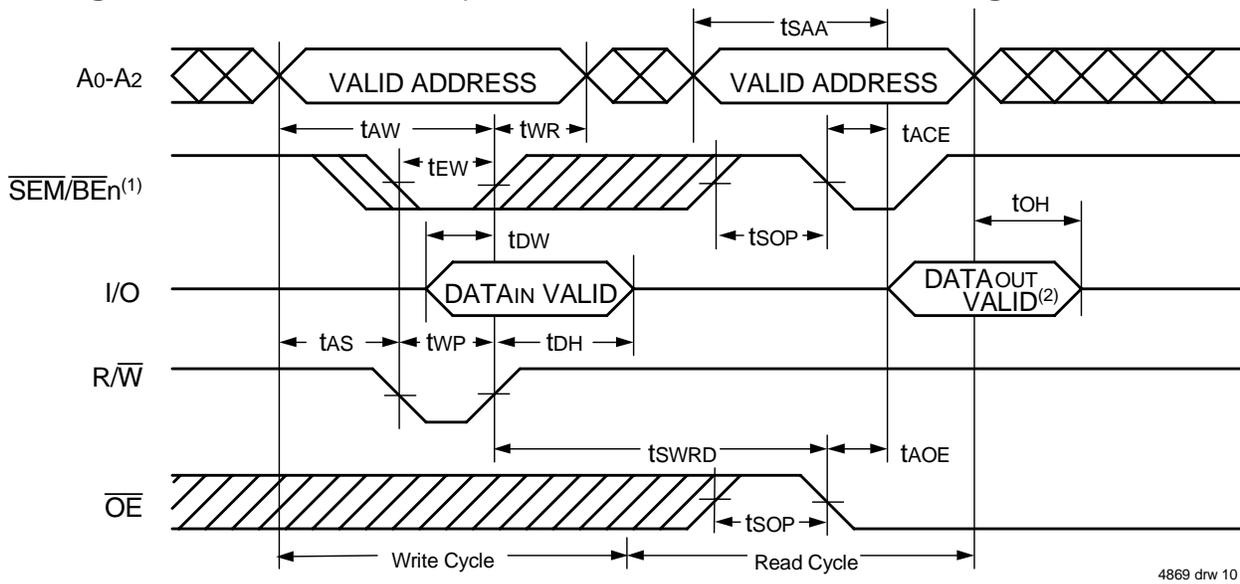 tSAA
A0-A2
VALID ADDRESS
VALID ADDRESS
tAW
tWR
tACE
SEM/BEn(1)
tEW
tSOP
tOH
tDW
I/O
DATAIN VALID
DATAOUT
VALID(2)
tAS
tWP
tDH
R/W
tSWRD
tAOE
OE
tSOP
Write Cycle
Read Cycle
4869 drw 10